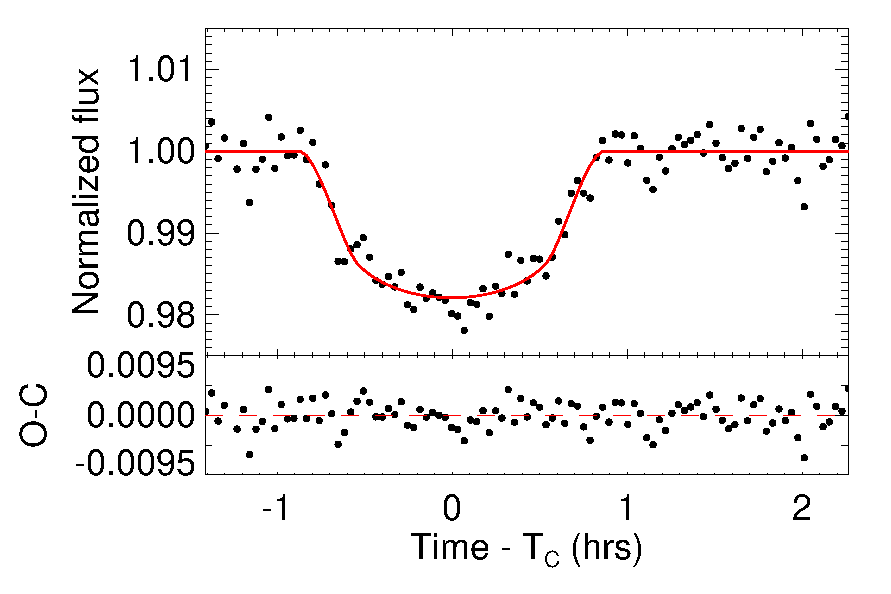 Normalized flux
1.01
1.00
0.99
0.98
O-C
0.0095
0.0000
-0.0095
-1 0 1 2
Time - T_C (hrs)